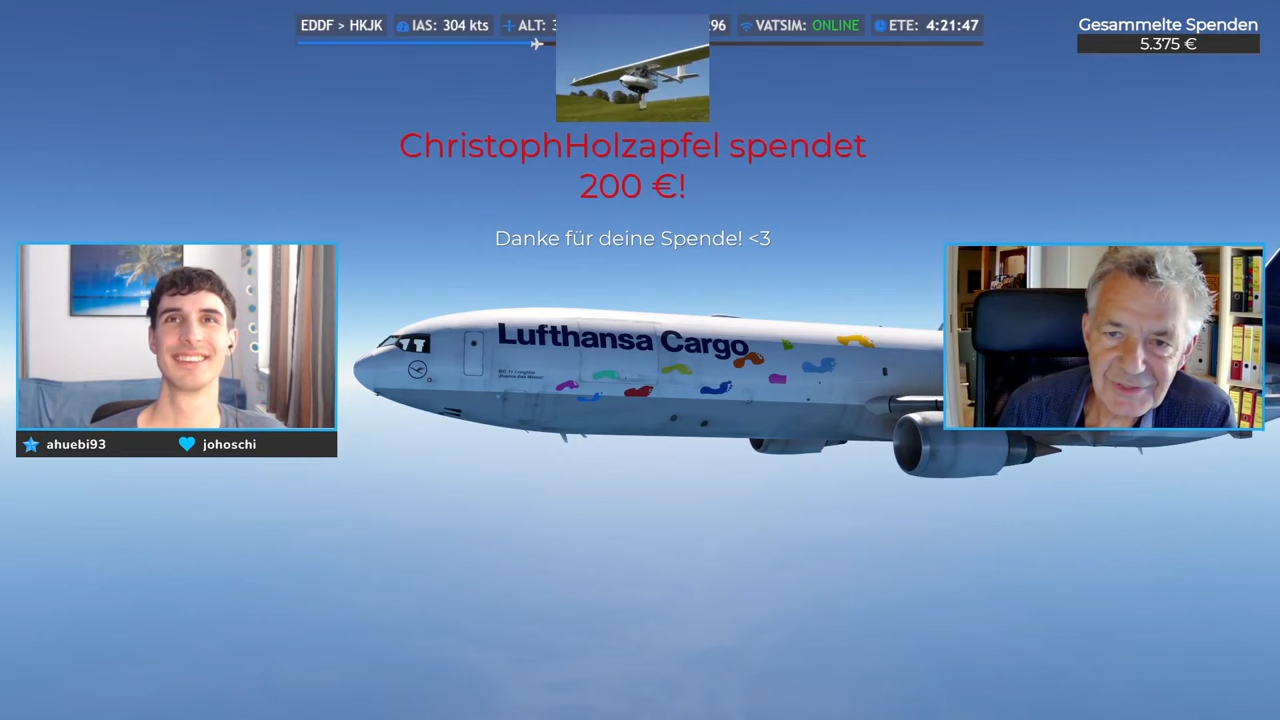 EDDF > HKJK IAS: 304 kts ALT: 3 96 VATSIM: ONLINE ETE: 4:21:47
Gesammelte Spenden
5.375 €
ChristophHolzapfel spendet
200 €!
Danke für deine Spende! <3
Lufthansa Cargo
ahuebi93 johoschi